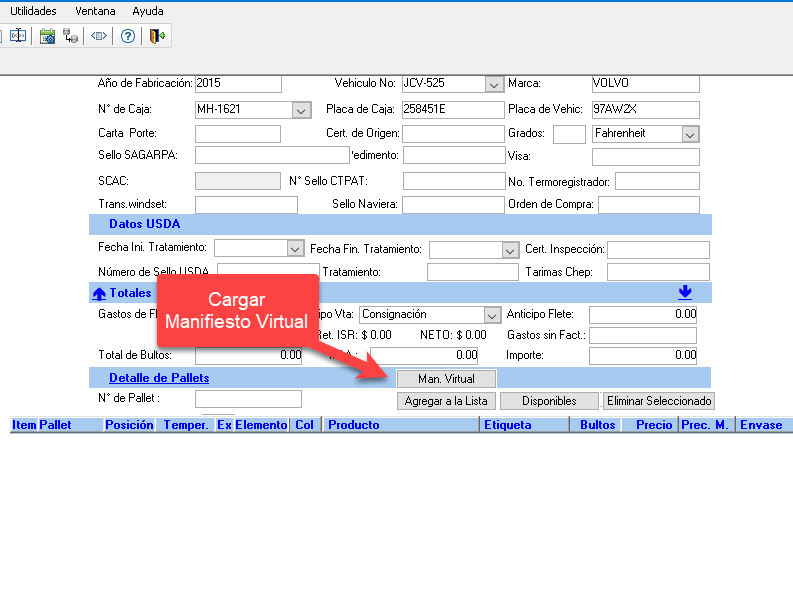 Utilidades Ventana Ayuda
Año de Fabricación: 2015 Vehiculo No: JCV-525 Marca: VOLVO
N° de Caja: MH-1621 Placa de Caja: 258451E Placa de Vehic: 97AW2X
Carta Porte: Cert. de Origen: Grados: Fahrenheit
Sello SAGARPA: 'edimento: Visa:
SCAC: N° Sello CTPAT: No. Termoregistrador:
Trans.windset: Sello Naviera: Orden de Compra:
Datos USDA
Fecha Ini. Tratamiento: Fecha Fin. Tratamiento: Cert. Inspección:
Número de Sello USDA Tratamiento: Tarimas Chep:
Totales
Cargar
Manifiesto Virtual
Gastos de Fl ipo Vta: Consignación Anticipo Flete: 0.00
Ret. ISR: $ 0.00 NETO: $ 0.00 Gastos sin Fact.:
Total de Bultos: 0.00 0.00 Importe: 0.00
Detalle de Pallets Man. Virtual
N° de Pallet : Agregar a la Lista Disponibles Eliminar Seleccionado
Item Pallet Posición Temper. Ex Elemento Col Producto Etiqueta Bultos Precio Prec. M. Envase